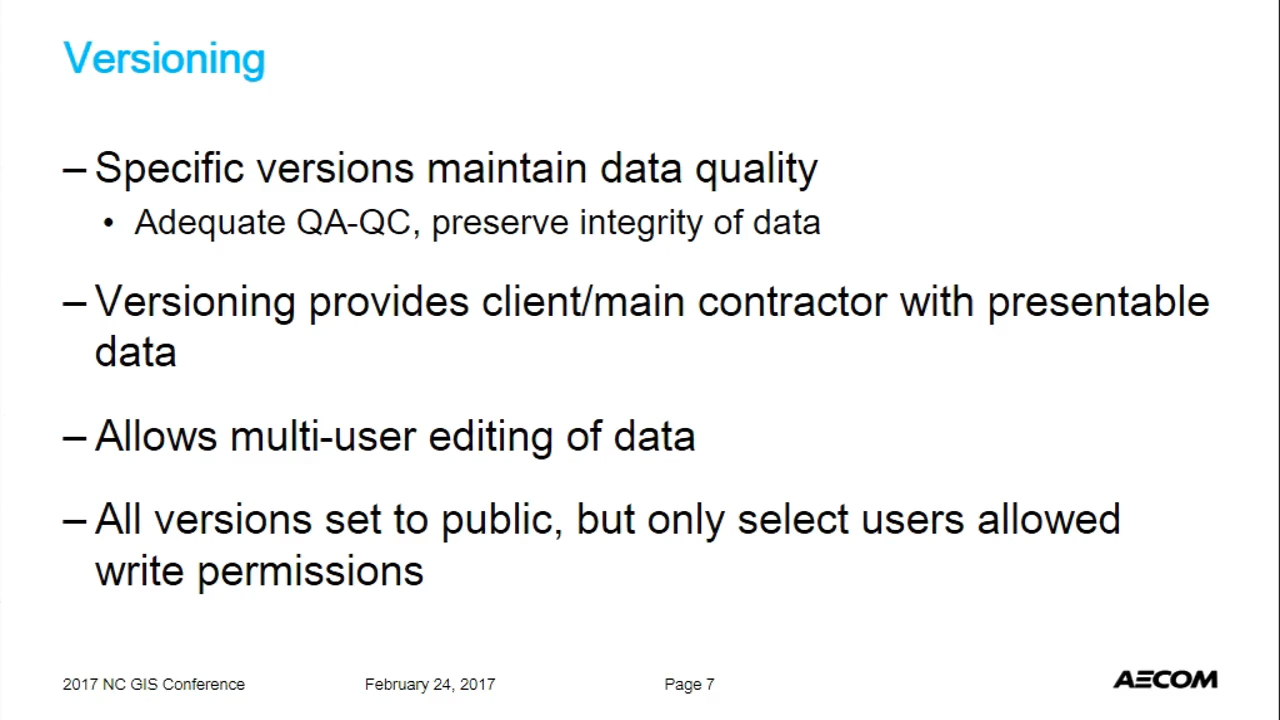 Versioning
– Specific versions maintain data quality
• Adequate QA-QC, preserve integrity of data
– Versioning provides client/main contractor with presentable
data
– Allows multi-user editing of data
– All versions set to public, but only select users allowed
write permissions
2017 NC GIS Conference February 24, 2017 Page 7 AECOM